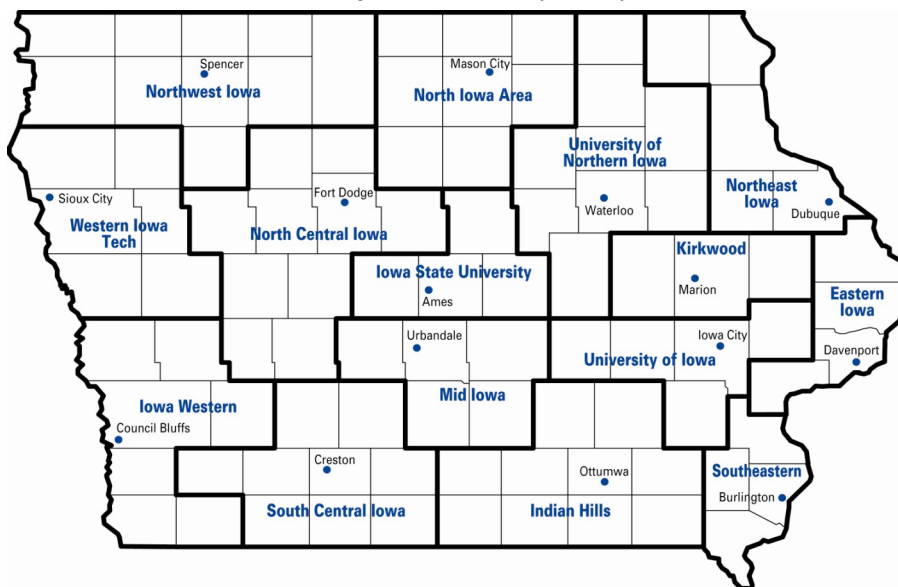 Spencer
Northwest Iowa
Mason City
North Iowa Area
University of
Northern Iowa
Waterloo
Northeast
Iowa
Dubuque
Sioux City
Western Iowa
Tech
Fort Dodge
North Central Iowa
Iowa State University
Ames
Kirkwood
Marion
Eastern
Iowa
Davenport
Urbandale
Mid Iowa
Iowa City
University of Iowa
Iowa Western
Council Bluffs
Creston
South Central Iowa
Ottumwa
Indian Hills
Southeastern
Burlington